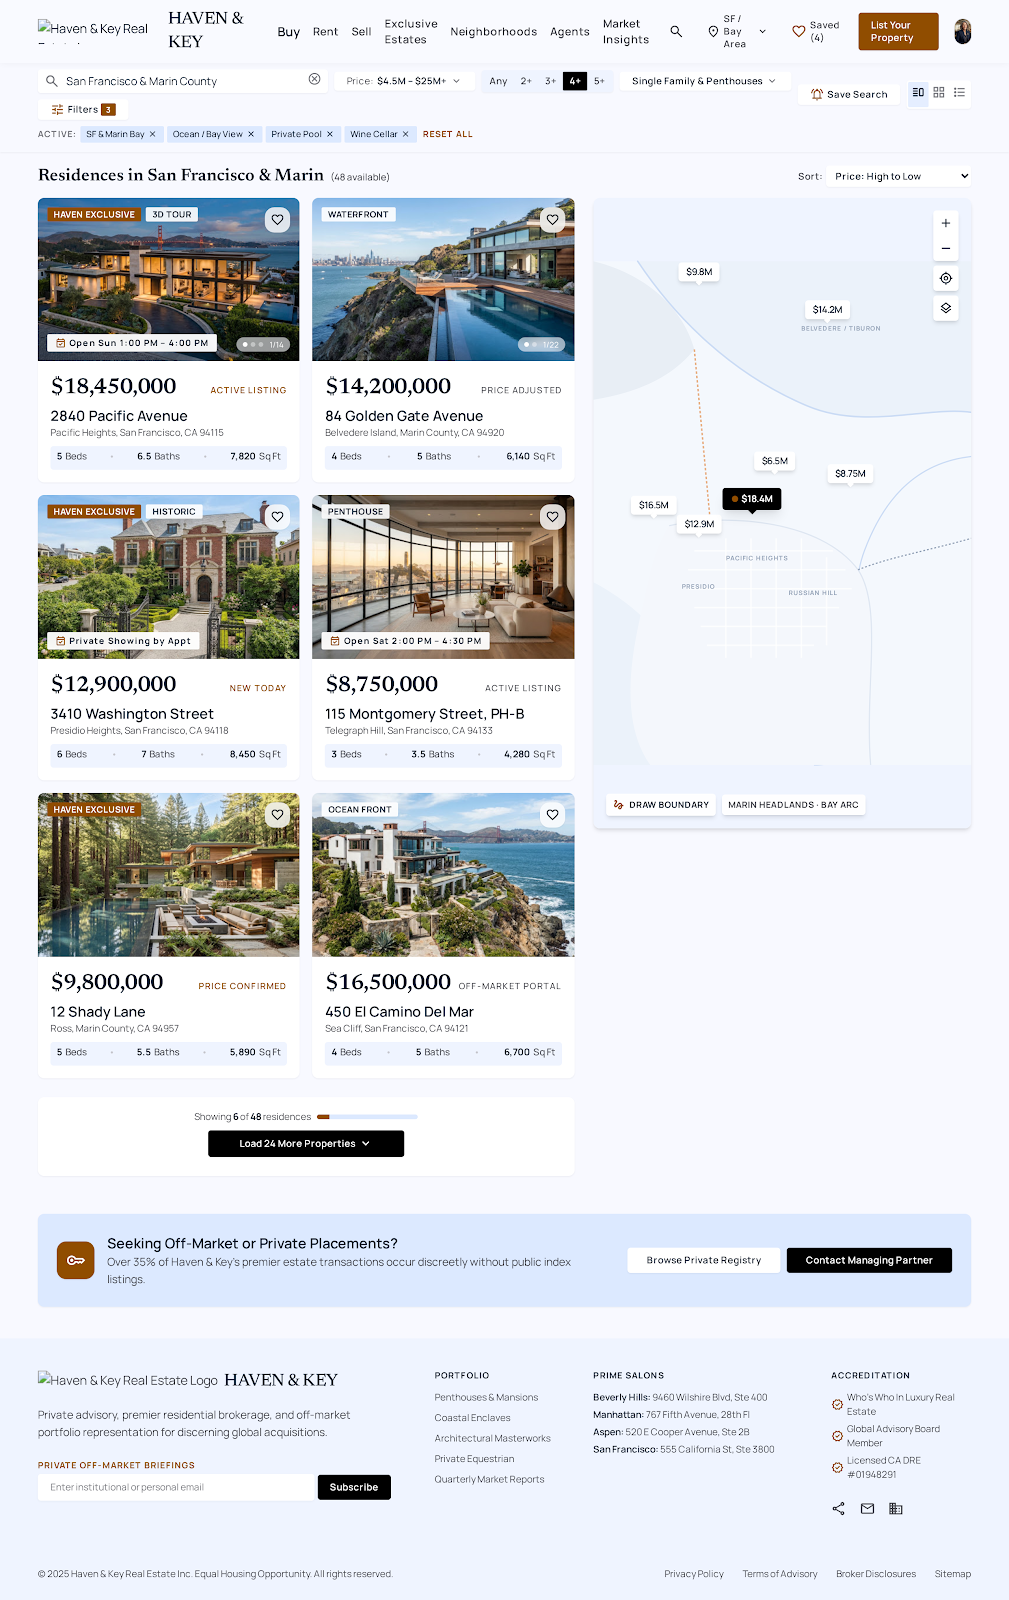 Haven & Key Real
HAVEN &
KEY
Buy
Rent
Sell
Exclusive
Estates
Neighborhoods
Agents
Market
Insights
SF /
Bay
Area
Saved
(4)
List Your
Property
San Francisco & Marin County
Price: $4.5M – $25M+
Any 2+ 3+ 4+ 5+
Single Family & Penthouses
Save Search
Filters 3
ACTIVE: SF & Marin Bay ✕ Ocean / Bay View ✕ Private Pool ✕ Wine Cellar ✕ RESET ALL
Residences in San Francisco & Marin (48 available)
Sort: Price: High to Low
HAVEN EXCLUSIVE 3D TOUR
Open Sun 1:00 PM – 4:00 PM
1/14
$18,450,000 ACTIVE LISTING
2840 Pacific Avenue
Pacific Heights, San Francisco, CA 94115
5 Beds • 6.5 Baths • 7,820 Sq Ft
WATERFRONT
1/22
$14,200,000 PRICE ADJUSTED
84 Golden Gate Avenue
Belvedere Island, Marin County, CA 94920
4 Beds • 5 Baths • 6,140 Sq Ft
HAVEN EXCLUSIVE HISTORIC
Private Showing by Appt
$12,900,000 NEW TODAY
3410 Washington Street
Presidio Heights, San Francisco, CA 94118
6 Beds • 7 Baths • 8,450 Sq Ft
PENTHOUSE
Open Sat 2:00 PM – 4:30 PM
$8,750,000 ACTIVE LISTING
115 Montgomery Street, PH-B
Telegraph Hill, San Francisco, CA 94133
3 Beds • 3.5 Baths • 4,280 Sq Ft
HAVEN EXCLUSIVE
$9,800,000 PRICE CONFIRMED
12 Shady Lane
Ross, Marin County, CA 94957
5 Beds • 5.5 Baths • 5,890 Sq Ft
OCEAN FRONT
$16,500,000 OFF-MARKET PORTAL
450 El Camino Del Mar
Sea Cliff, San Francisco, CA 94121
4 Beds • 5 Baths • 6,700 Sq Ft
$9.8M
$14.2M
BELVEDERE / TIBURON
$6.5M
$8.75M
$18.4M
$16.5M
$12.9M
PACIFIC HEIGHTS
PRESIDIO
RUSSIAN HILL
DRAW BOUNDARY
MARIN HEADLANDS · BAY ARC
Showing 6 of 48 residences
Load 24 More Properties
Seeking Off-Market or Private Placements?
Over 35% of Haven & Key's premier estate transactions occur discreetly without public index
listings.
Browse Private Registry
Contact Managing Partner
Haven & Key Real Estate Logo HAVEN & KEY
Private advisory, premier residential brokerage, and off-market
portfolio representation for discerning global acquisitions.
PRIVATE OFF-MARKET BRIEFINGS
Enter institutional or personal email
Subscribe
PORTFOLIO
Penthouses & Mansions
Coastal Enclaves
Architectural Masterworks
Private Equestrian
Quarterly Market Reports
PRIME SALONS
Beverly Hills: 9460 Wilshire Blvd, Ste 400
Manhattan: 767 Fifth Avenue, 28th Fl
Aspen: 520 E Cooper Avenue, Ste 2B
San Francisco: 555 California St, Ste 3800
ACCREDITATION
Who's Who In Luxury Real
Estate
Global Advisory Board
Member
Licensed CA DRE
#01948291
© 2025 Haven & Key Real Estate Inc. Equal Housing Opportunity. All rights reserved.
Privacy Policy
Terms of Advisory
Broker Disclosures
Sitemap